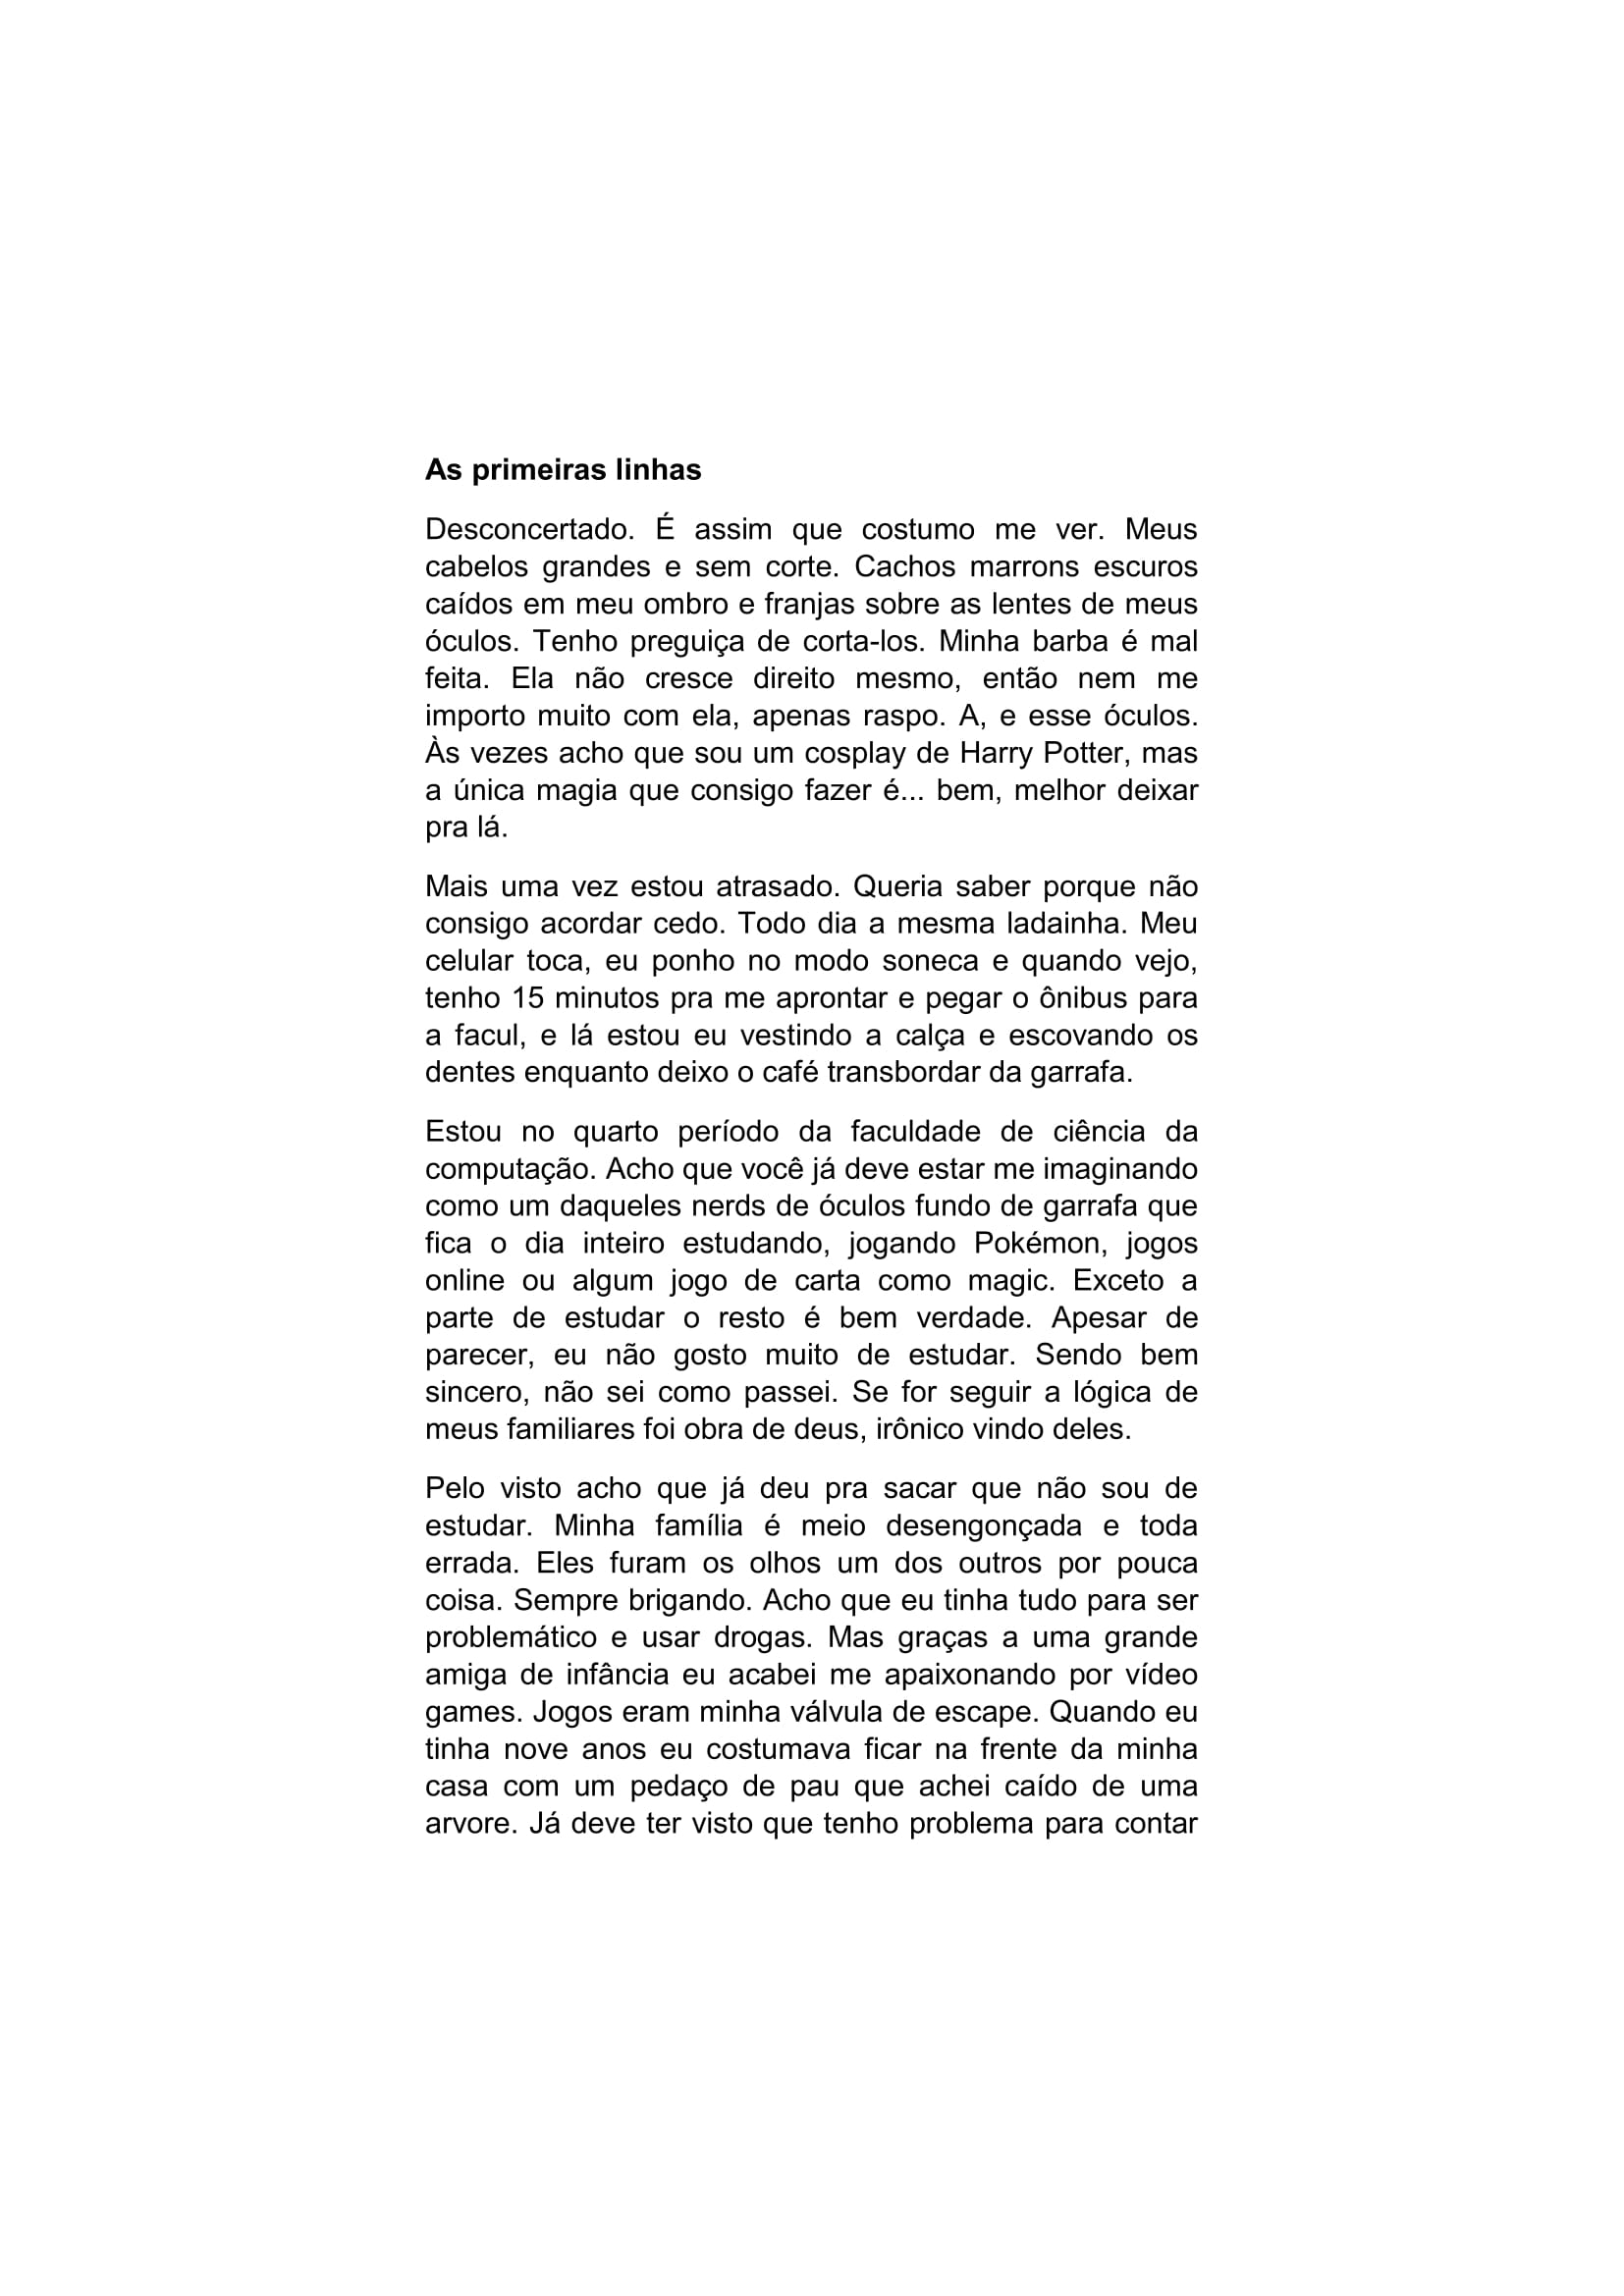 As primeiras linhas
Desconcertado. É assim que costumo me ver. Meus
cabelos grandes e sem corte. Cachos marrons escuros
caídos em meu ombro e franjas sobre as lentes de meus
óculos. Tenho preguiça de corta-los. Minha barba é mal
feita. Ela não cresce direito mesmo, então nem me
importo muito com ela, apenas raspo. A, e esse óculos.
Às vezes acho que sou um cosplay de Harry Potter, mas
a única magia que consigo fazer é... bem, melhor deixar
pra lá.
Mais uma vez estou atrasado. Queria saber porque não
consigo acordar cedo. Todo dia a mesma ladainha. Meu
celular toca, eu ponho no modo soneca e quando vejo,
tenho 15 minutos pra me aprontar e pegar o ônibus para
a facul, e lá estou eu vestindo a calça e escovando os
dentes enquanto deixo o café transbordar da garrafa.
Estou no quarto período da faculdade de ciência da
computação. Acho que você já deve estar me imaginando
como um daqueles nerds de óculos fundo de garrafa que
fica o dia inteiro estudando, jogando Pokémon, jogos
online ou algum jogo de carta como magic. Exceto a
parte de estudar o resto é bem verdade. Apesar de
parecer, eu não gosto muito de estudar. Sendo bem
sincero, não sei como passei. Se for seguir a lógica de
meus familiares foi obra de deus, irônico vindo deles.
Pelo visto acho que já deu pra sacar que não sou de
estudar. Minha família é meio desengonçada e toda
errada. Eles furam os olhos um dos outros por pouca
coisa. Sempre brigando. Acho que eu tinha tudo para ser
problemático e usar drogas. Mas graças a uma grande
amiga de infância eu acabei me apaixonando por vídeo
games. Jogos eram minha válvula de escape. Quando eu
tinha nove anos eu costumava ficar na frente da minha
casa com um pedaço de pau que achei caído de uma
arvore. Já deve ter visto que tenho problema para contar